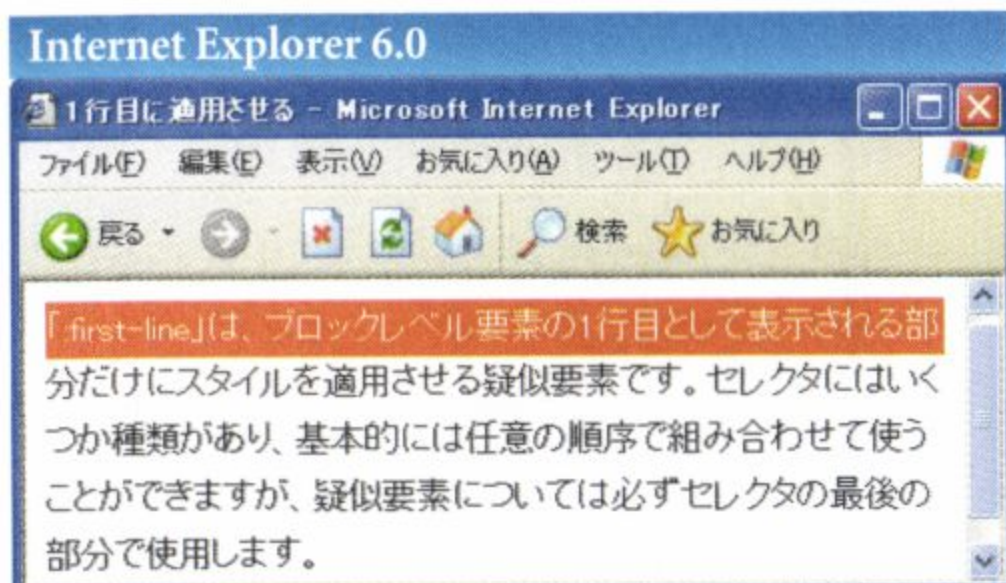 Internet Explorer 6.0
1行目に適用させる - Microsoft Internet Explorer
ファイル(F) 編集(E) 表示(V) お気に入り(A) ツール(T) ヘルプ(H)
戻る 検索 お気に入り
「:first-line」は、ブロックレベル要素の1行目として表示される部
分だけにスタイルを適用させる疑似要素です。セレクタにはいく
つか種類があり、基本的には任意の順序で組み合わせて使う
ことができますが、疑似要素については必ずセレクタの最後の
部分で使用します。